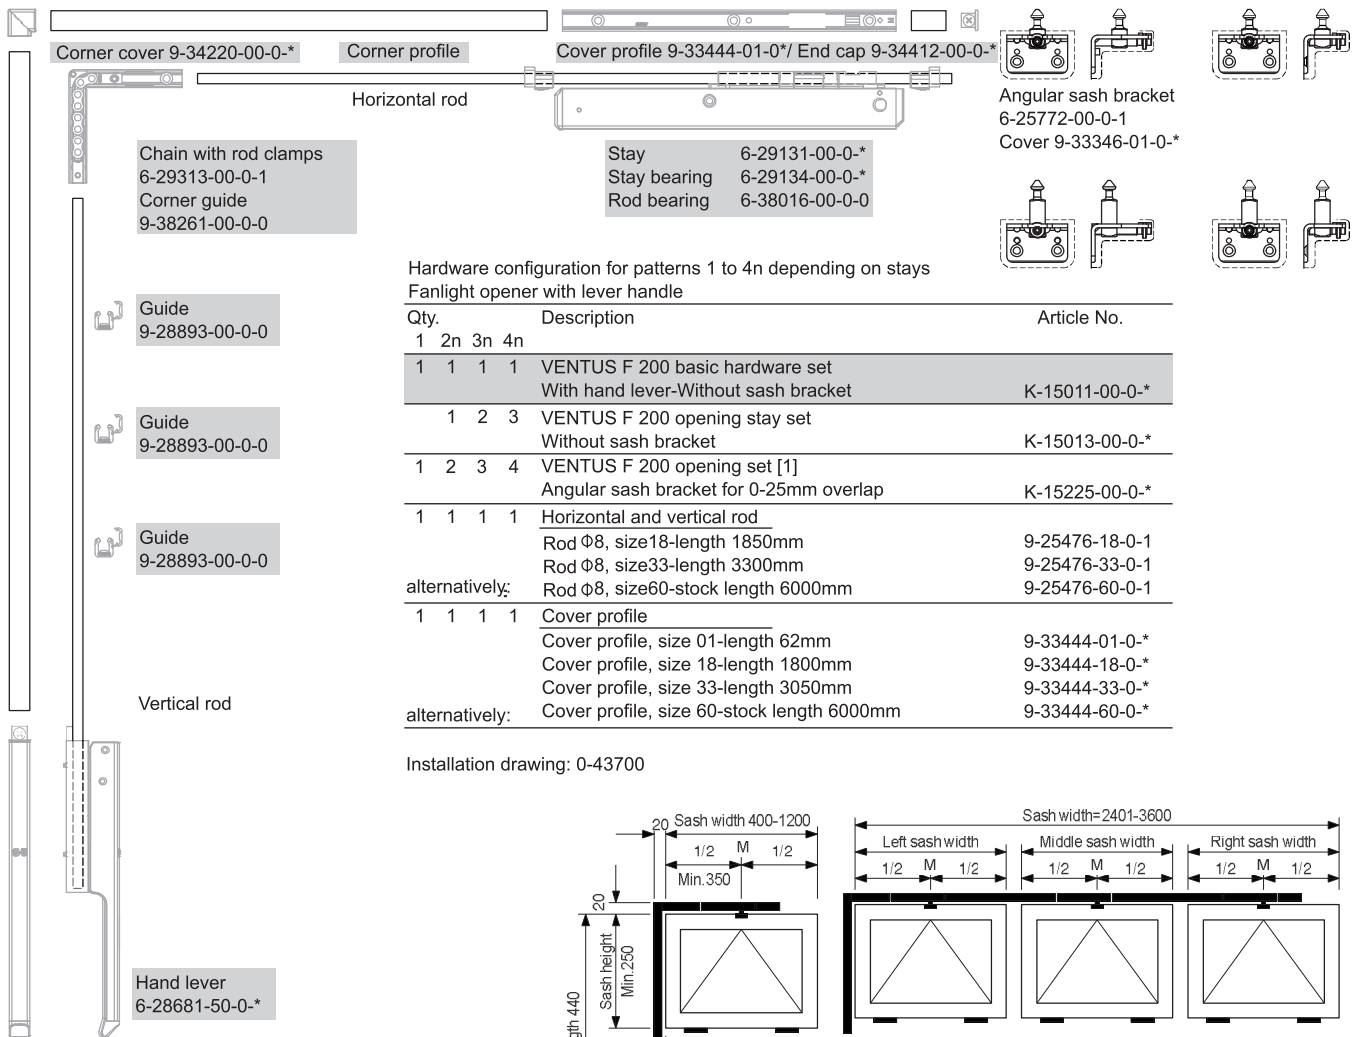 Corner cover 9-34220-00-0-*
Corner profile
Cover profile 9-33444-01-0*/ End cap 9-34412-00-0-*
Horizontal rod
Angular sash bracket
6-25772-00-0-1
Cover 9-33346-01-0-*
Chain with rod clamps
6-29313-00-0-1
Corner guide
9-38261-00-0-0
Stay 6-29131-00-0-*
Stay bearing 6-29134-00-0-*
Rod bearing 6-38016-00-0-0
Guide
9-28893-00-0-0
Guide
9-28893-00-0-0
Guide
9-28893-00-0-0
Vertical rod
Hand lever
6-28681-50-0-*
Hardware configuration for patterns 1 to 4n depending on stays
Fanlight opener with lever handle
Qty. Description Article No.
1 2n 3n 4n
1 1 1 1 VENTUS F 200 basic hardware set
With hand lever-Without sash bracket K-15011-00-0-*
1 2 3 VENTUS F 200 opening stay set
Without sash bracket K-15013-00-0-*
1 2 3 4 VENTUS F 200 opening set [1]
Angular sash bracket for 0-25mm overlap K-15225-00-0-*
1 1 1 1 Horizontal and vertical rod
Rod Φ8, size18-length 1850mm 9-25476-18-0-1
Rod Φ8, size33-length 3300mm 9-25476-33-0-1
alternatively: Rod Φ8, size60-stock length 6000mm 9-25476-60-0-1
1 1 1 1 Cover profile
Cover profile, size 01-length 62mm 9-33444-01-0-*
Cover profile, size 18-length 1800mm 9-33444-18-0-*
Cover profile, size 33-length 3050mm 9-33444-33-0-*
alternatively: Cover profile, size 60-stock length 6000mm 9-33444-60-0-*
Installation drawing: 0-43700
20 Sash width 400-1200
1/2 M 1/2
Min.350
20
Sash height
Min.250
gth 440
Sash width=2401-3600
Left sash width Middle sash width Right sash width
1/2 M 1/2 1/2 M 1/2 1/2 M 1/2